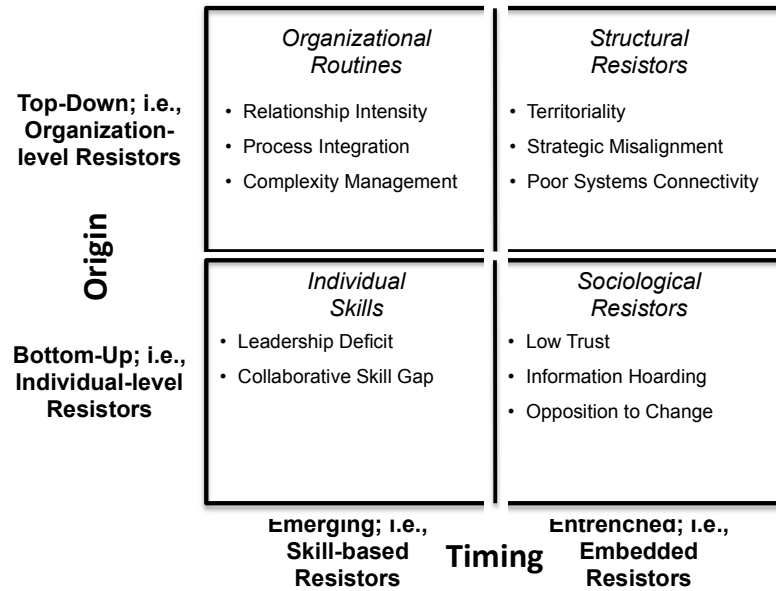 Organizational
Routines
• Relationship Intensity
• Process Integration
• Complexity Management
Structural
Resistors
• Territoriality
• Strategic Misalignment
• Poor Systems Connectivity
Top-Down; i.e.,
Organization-
level Resistors
Origin
Bottom-Up; i.e.,
Individual-level
Resistors
Individual
Skills
• Leadership Deficit
• Collaborative Skill Gap
Sociological
Resistors
• Low Trust
• Information Hoarding
• Opposition to Change
Emerging; i.e.,
Skill-based
Resistors
Timing
Entrenched; i.e.,
Embedded
Resistors